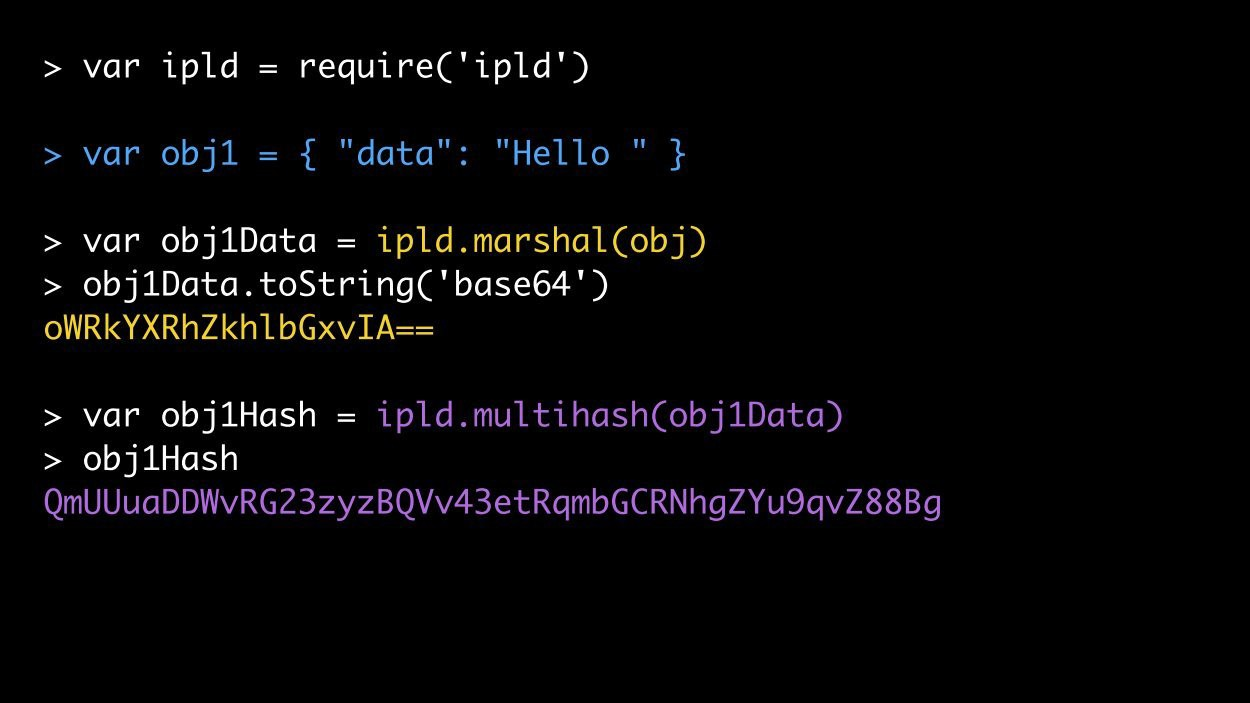 > var ipld = require('ipld')
> var obj1 = { "data": "Hello " }
> var obj1Data = ipld.marshal(obj)
> obj1Data.toString('base64')
oWRkYXRhZkhlbGxvIA==
> var obj1Hash = ipld.multihash(obj1Data)
> obj1Hash
QmUUuaDDWvRG23zyzBQVv43etRqmbGCRNhgZYu9qvZ88Bg